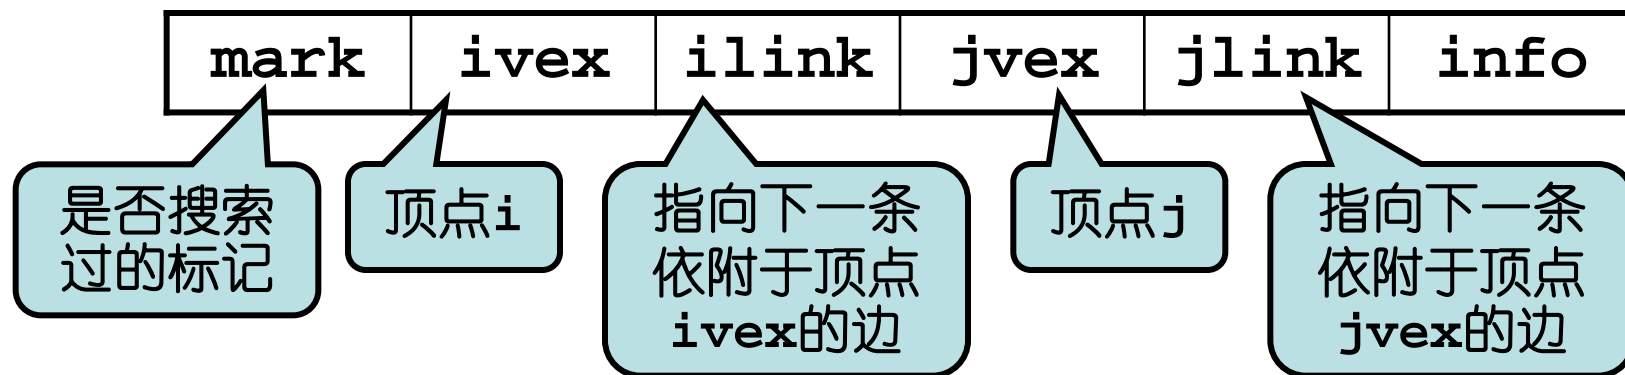 mark ivex ilink jvex jlink info
是否搜索
过的标记
顶点i
指向下一条
依附于顶点
ivex的边
顶点j
指向下一条
依附于顶点
jvex的边